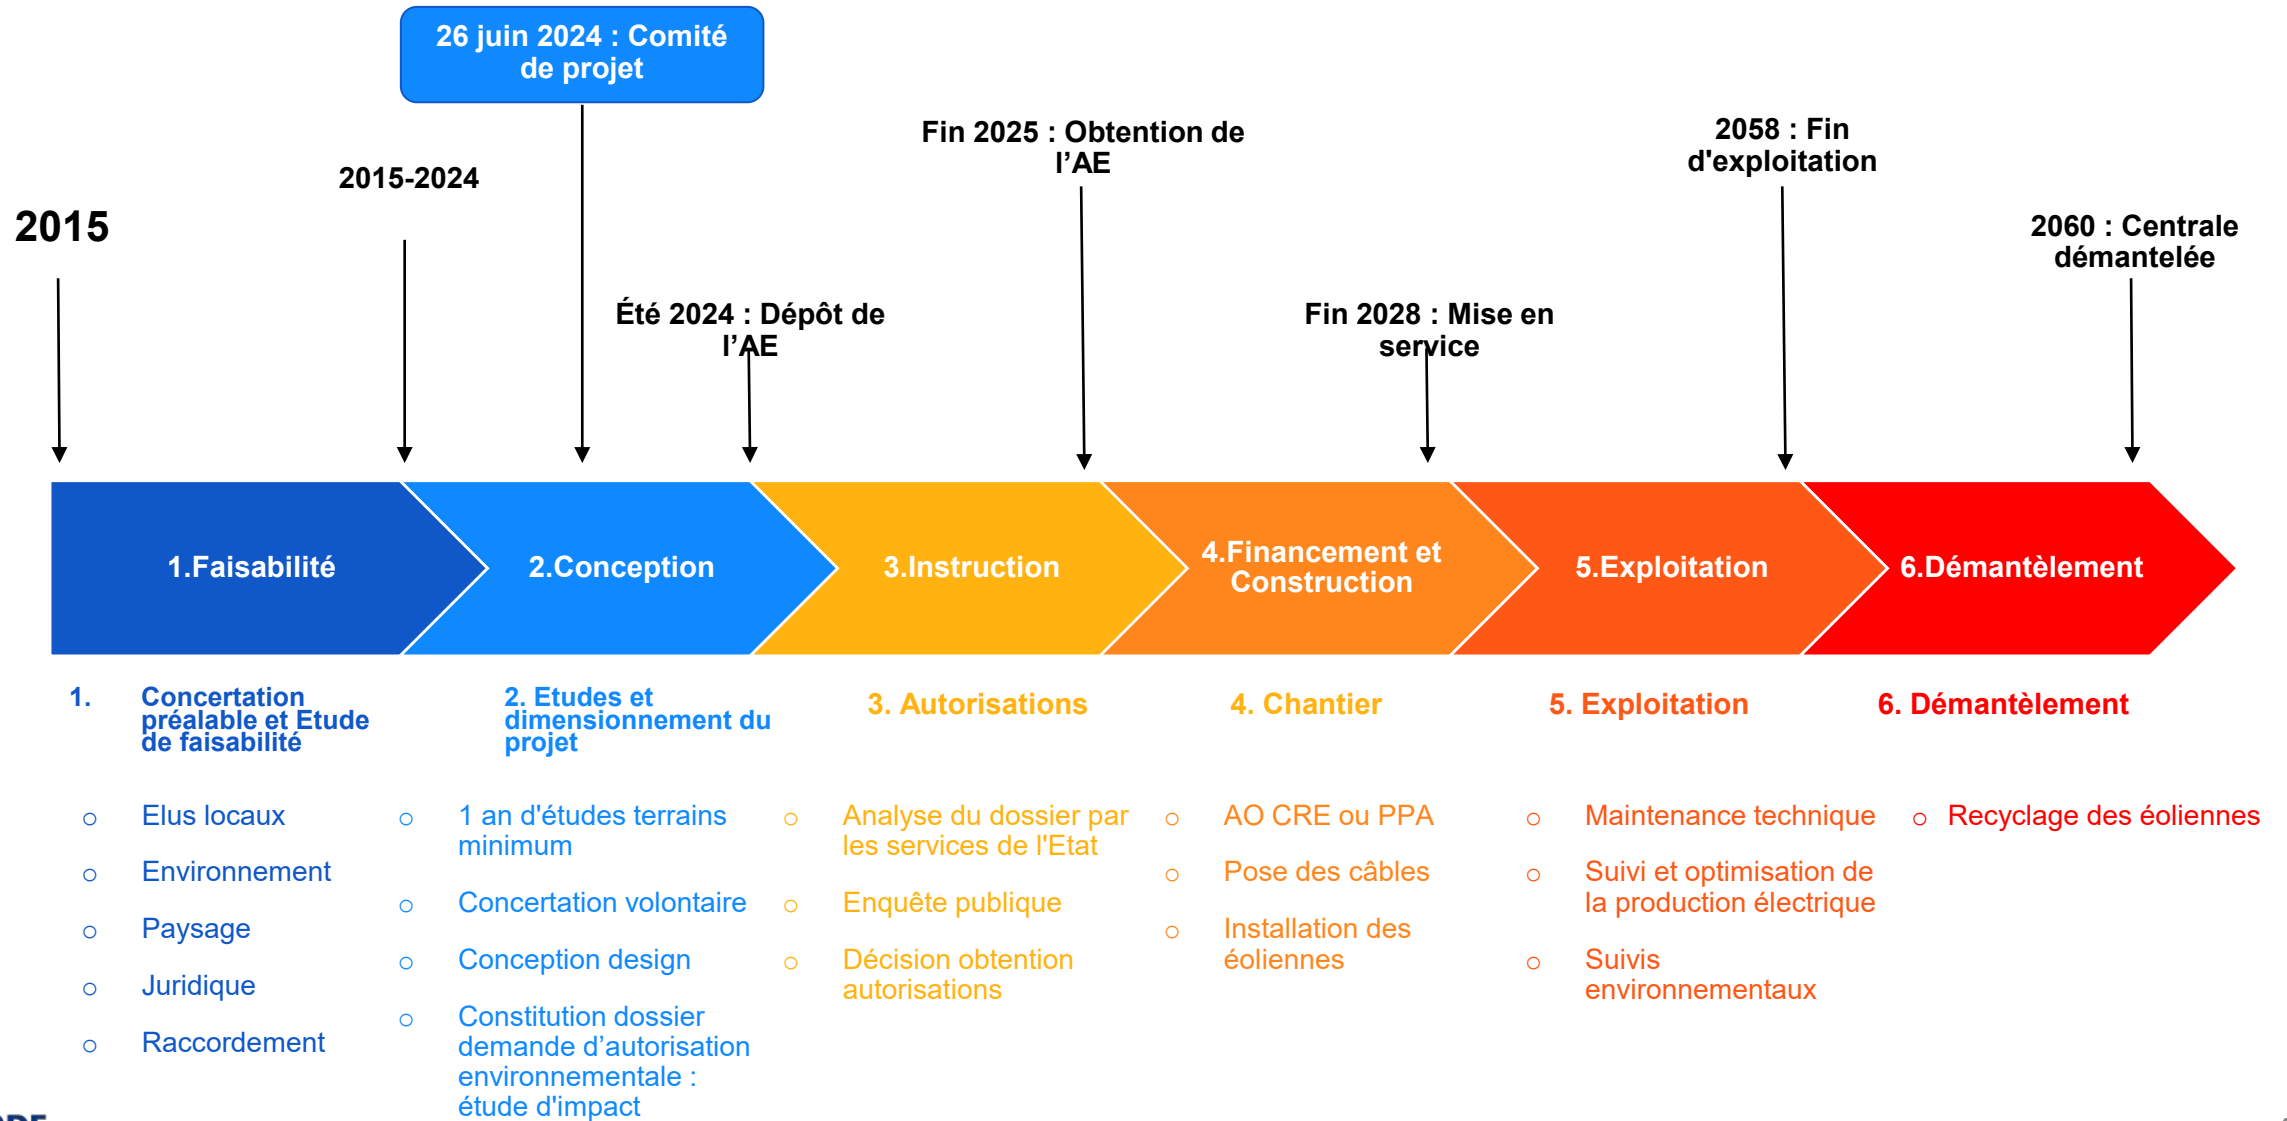 26 juin 2024 : Comité
de projet
Fin 2025 : Obtention de
l’AE
2058 : Fin
d'exploitation
2015-2024
2015
2060 : Centrale
démantelée
Été 2024 : Dépôt de
l’AE
Fin 2028 : Mise en
service
1.Faisabilité
2.Conception
3.Instruction
4.Financement et
Construction
5.Exploitation
6.Démantèlement
1. Concertation
préalable et Etude
de faisabilité
o Elus locaux
o Environnement
o Paysage
o Juridique
o Raccordement
2. Etudes et
dimensionnement du
projet
o 1 an d'études terrains
minimum
o Concertation volontaire
o Conception design
o Constitution dossier
demande d’autorisation
environnementale :
étude d'impact
3. Autorisations
o Analyse du dossier par
les services de l'Etat
o Enquête publique
o Décision obtention
autorisations
4. Chantier
o AO CRE ou PPA
o Pose des câbles
o Installation des
éoliennes
5. Exploitation
o Maintenance technique
o Suivi et optimisation de
la production électrique
o Suivis
environnementaux
6. Démantèlement
o Recyclage des éoliennes